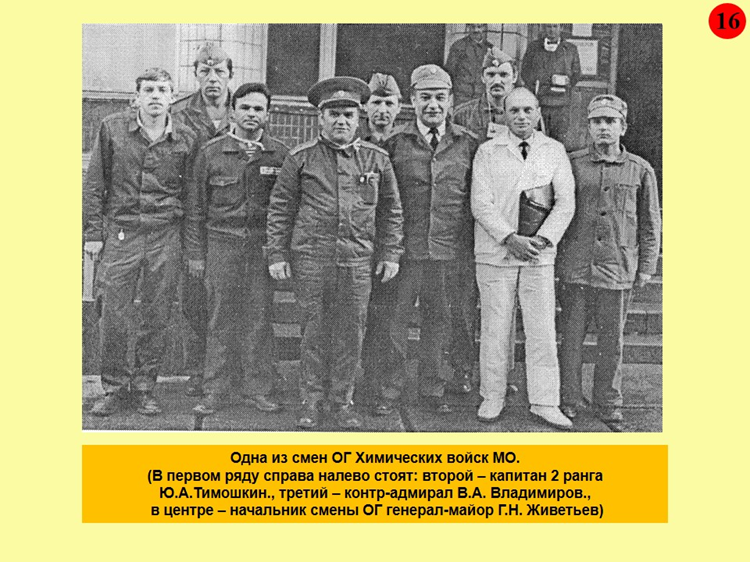 16
Одна из смен ОГ Химических войск МО.
(В первом ряду справа налево стоят: второй – капитан 2 ранга
Ю.А.Тимошкин., третий – контр-адмирал В.А. Владимиров.,
в центре – начальник смены ОГ генерал-майор Г.Н. Живетьев)